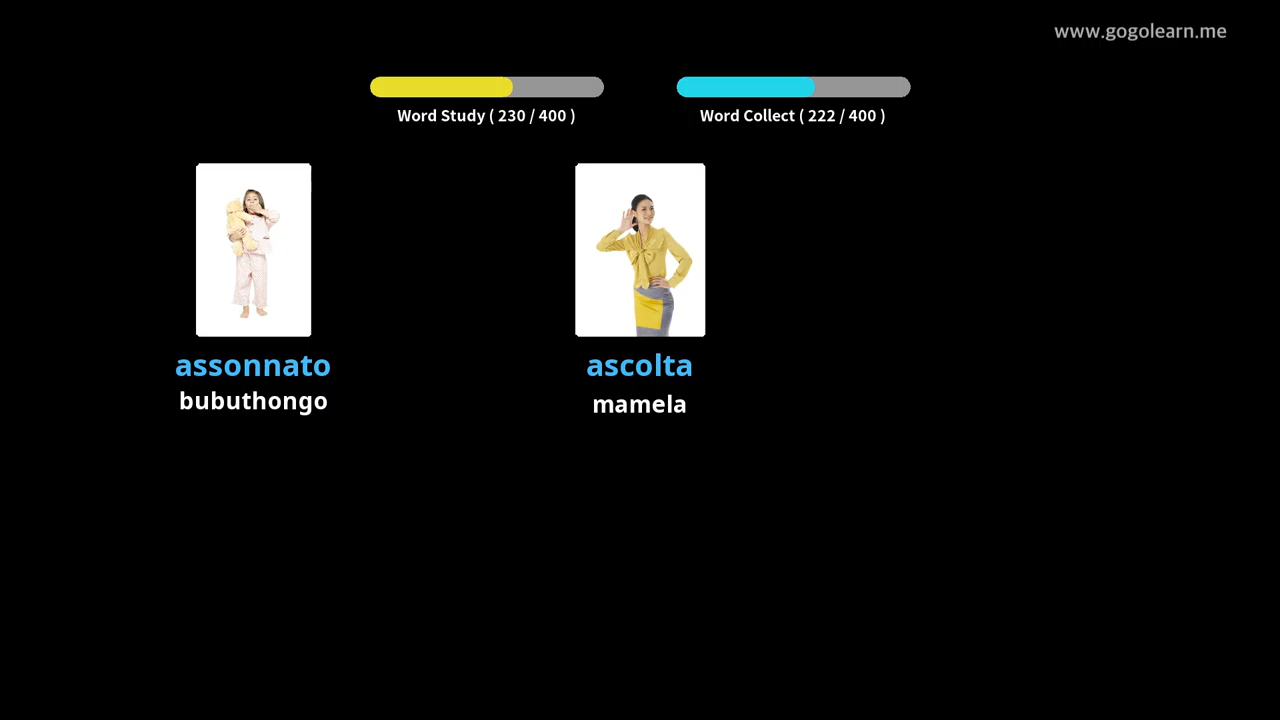 www.gogolearn.me
Word Study ( 230 / 400 )
Word Collect ( 222 / 400 )
assonnato
bubuthongo
ascolta
mamela